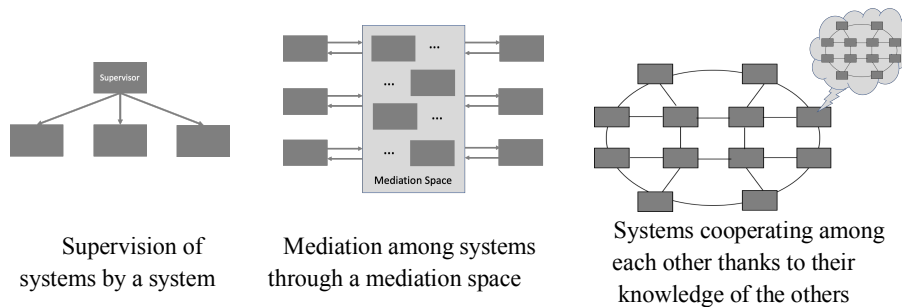 Supervisor
...
...
...
...
Mediation Space
Supervision of
systems by a system
Mediation among systems
through a mediation space
Systems cooperating among
each other thanks to their
knowledge of the others